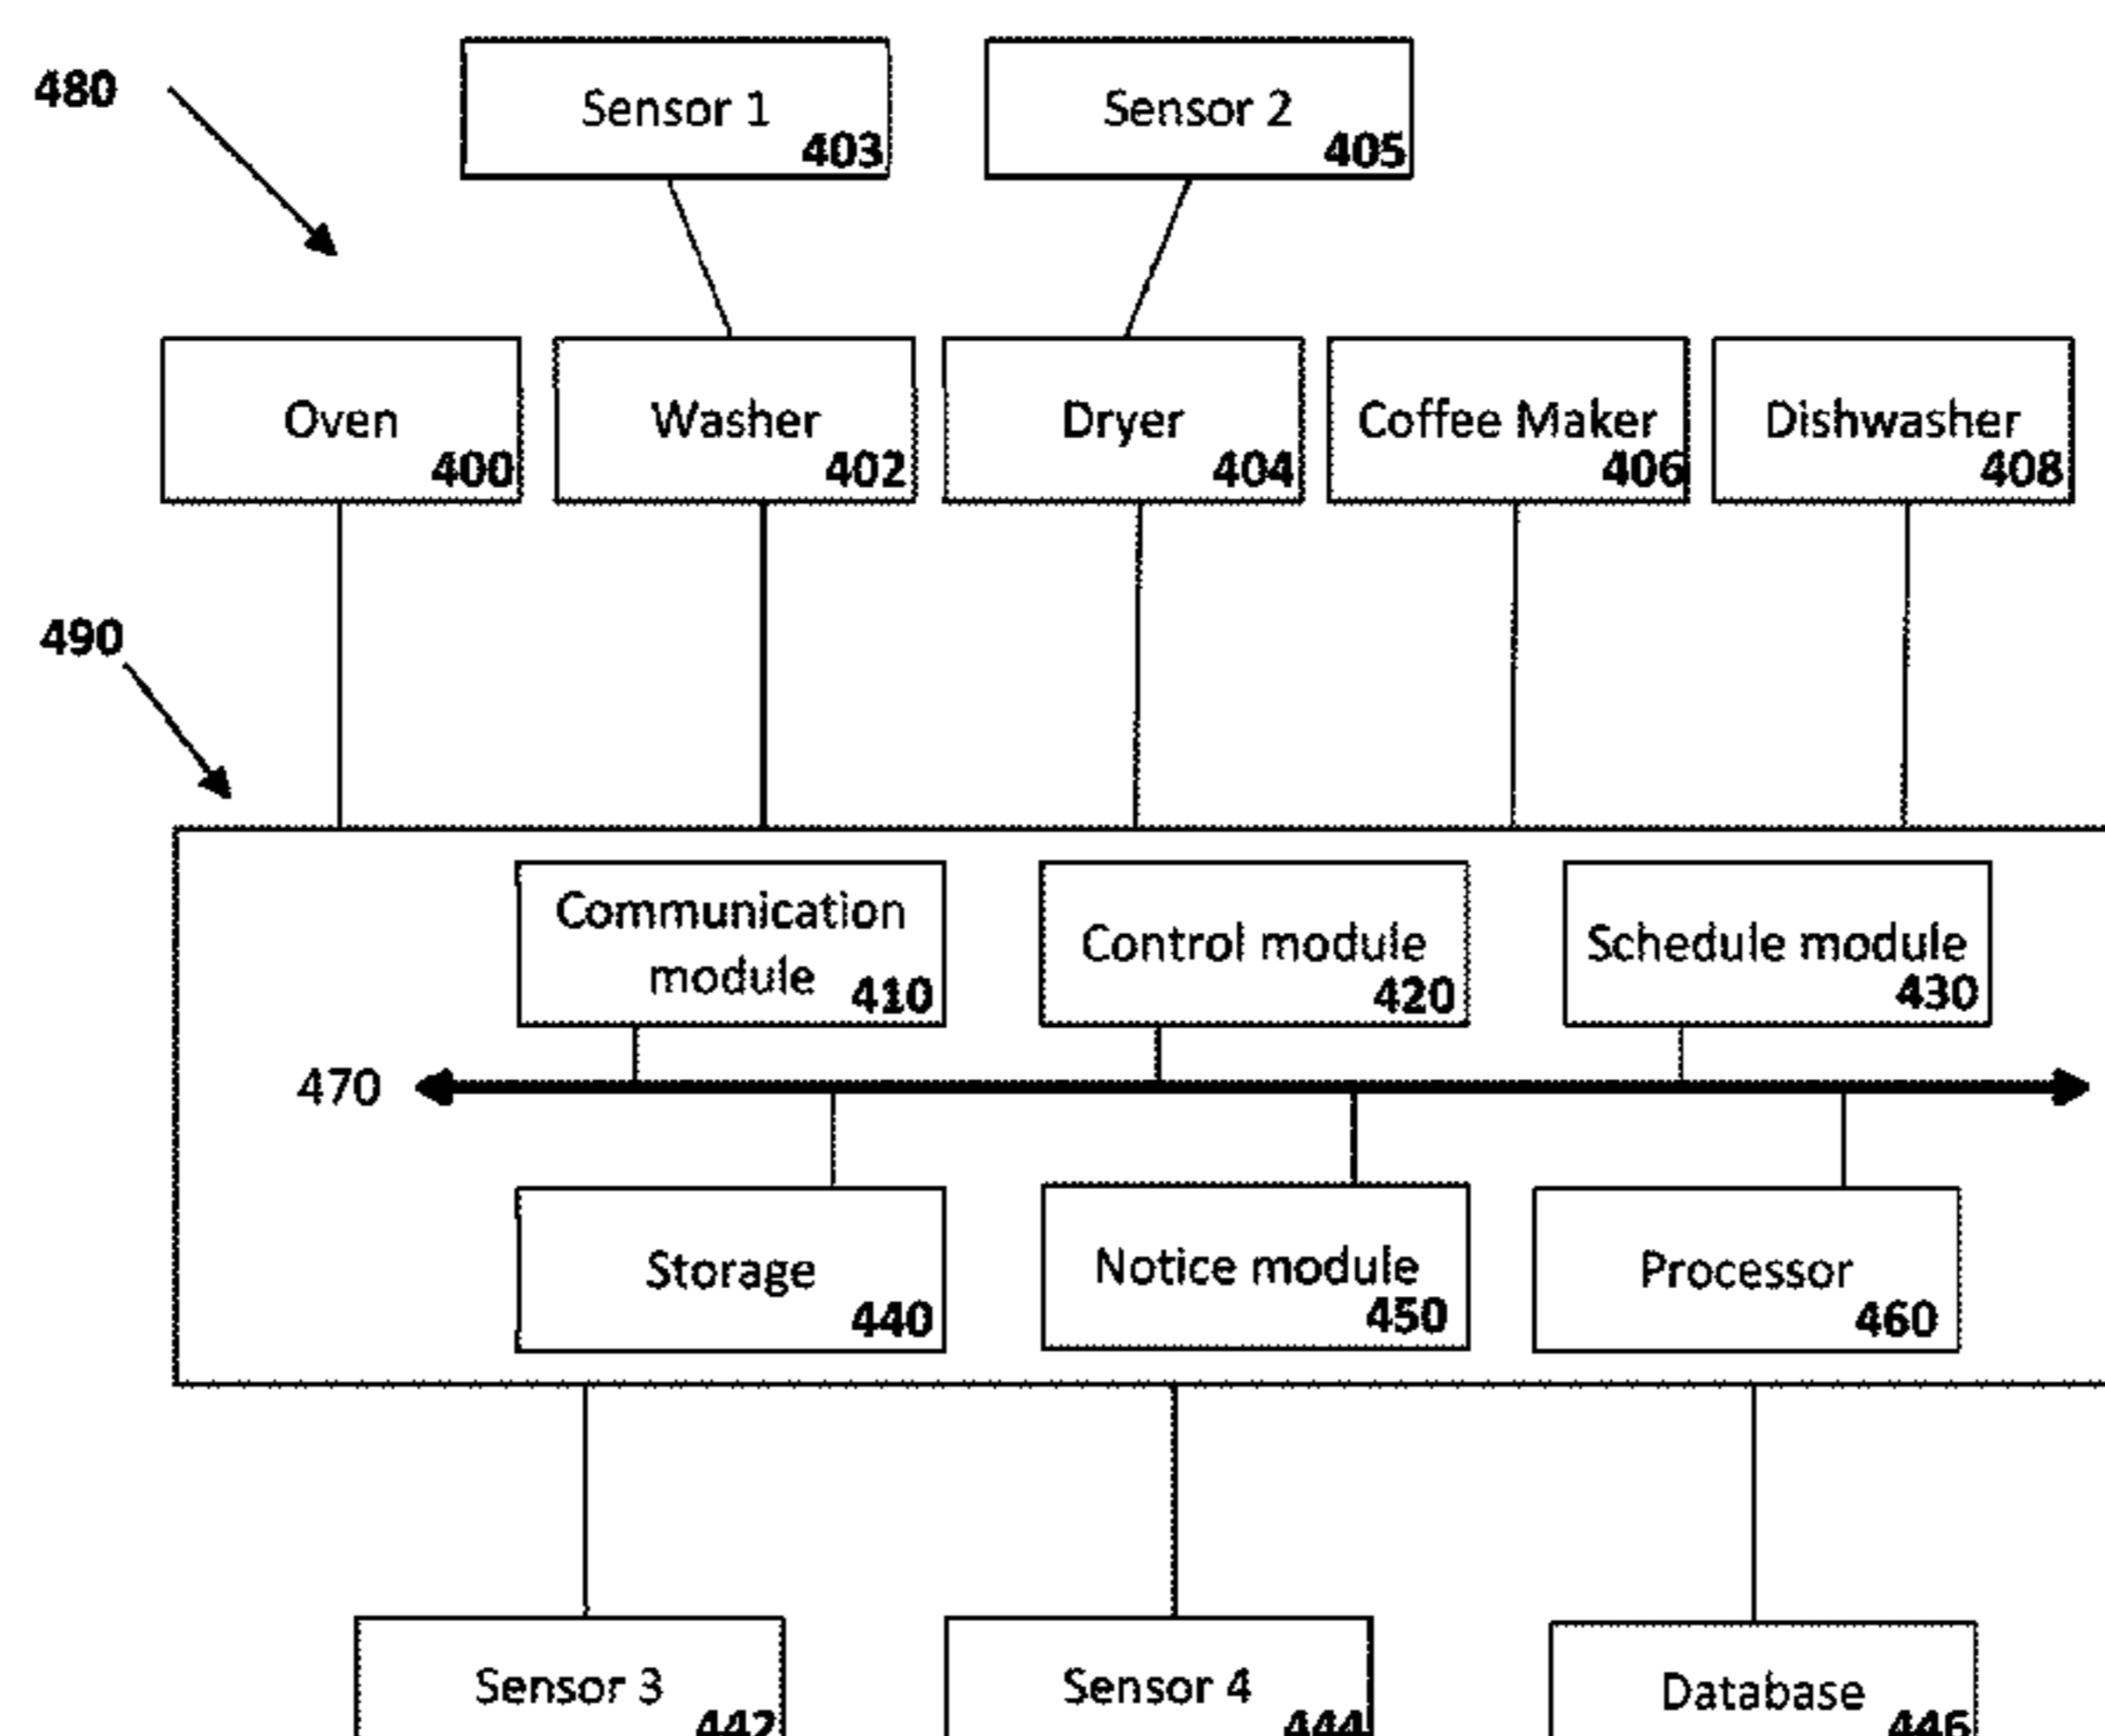 480
Sensor 1
403
Sensor 2
405
Oven
400
Washer
402
Dryer
404
Coffee Maker
406
Dishwasher
408
490
Communication
module
410
Control module
420
Schedule module
430
470
Storage
440
Notice module
450
Processor
460
Sensor 3
442
Sensor 4
444
Database
446